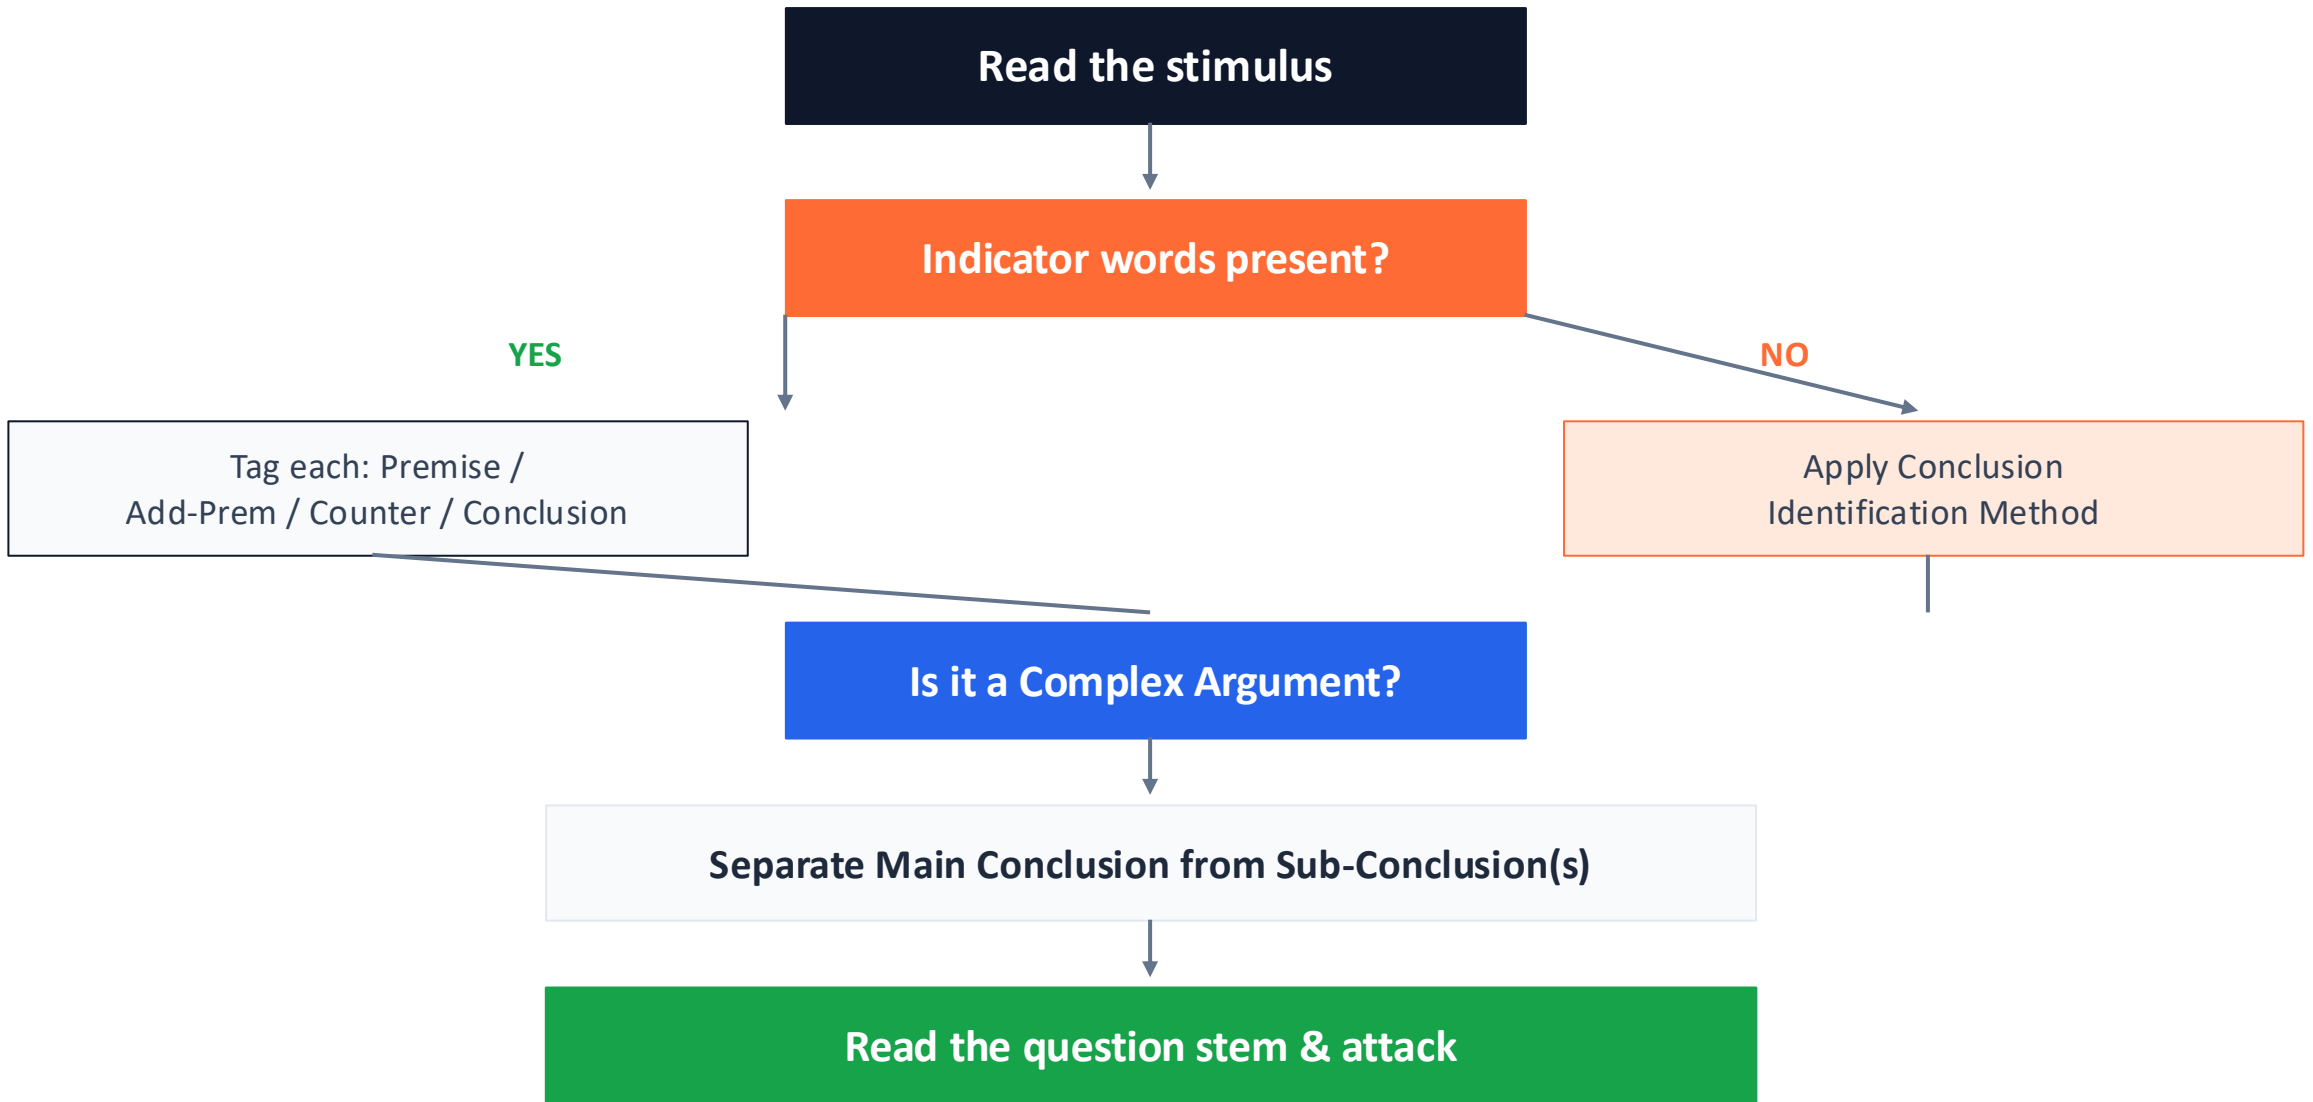 Read the stimulus
Indicator words present?
YES
NO
Tag each: Premise /
Add-Prem / Counter / Conclusion
Apply Conclusion
Identification Method
Is it a Complex Argument?
Separate Main Conclusion from Sub-Conclusion(s)
Read the question stem & attack